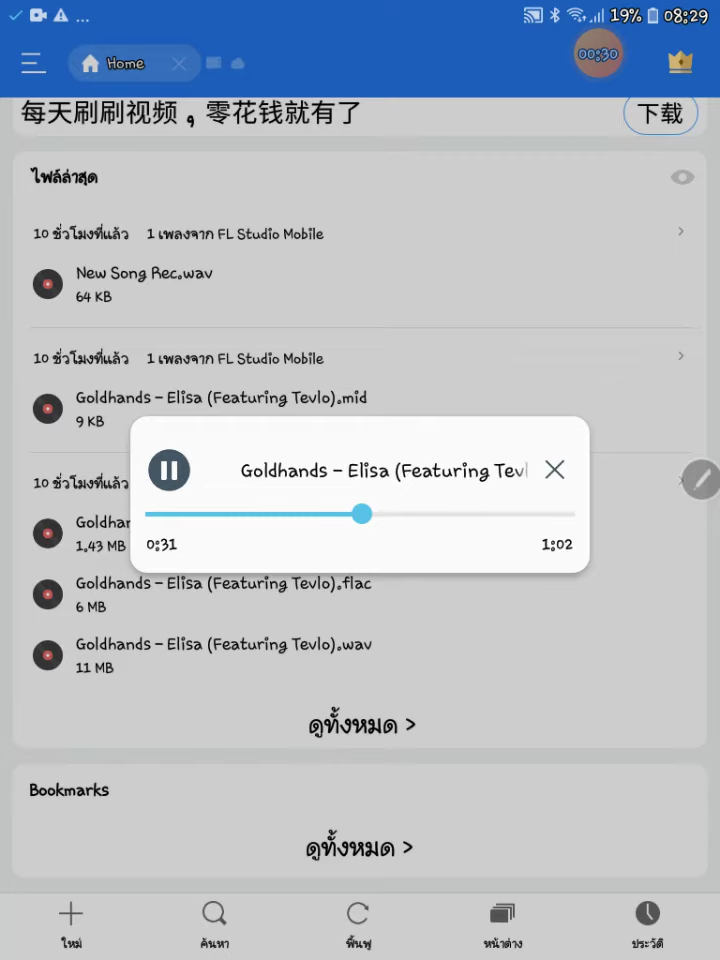 ... 19% 08:29
Home
00:30
每天刷刷视频，零花钱就有了 下载
ไฟล์ล่าสุด
10 ชั่วโมงที่แล้ว 1 เพลงจาก FL Studio Mobile
New Song Rec.wav
64 KB
10 ชั่วโมงที่แล้ว 1 เพลงจาก FL Studio Mobile
Goldhands - Elisa (Featuring Tevlo).mid
9 KB
Goldhands - Elisa (Featuring Tevl
0:31 1:02
10 ชั่วโมงที่แล้ว
Goldhar
1.43 MB
Goldhands - Elisa (Featuring Tevlo).flac
6 MB
Goldhands - Elisa (Featuring Tevlo).wav
11 MB
ดูทั้งหมด >
Bookmarks
ดูทั้งหมด >
ใหม่ ค้นหา ฟื้นฟู หน้าต่าง ประวัติ